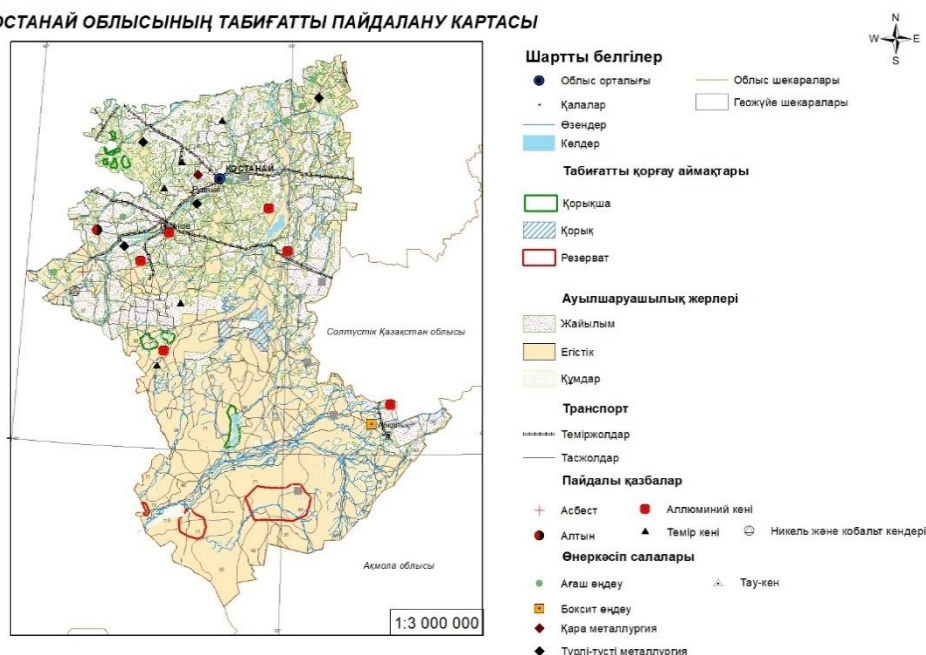 ОСТАНАЙ ОБЛЫСЫНЫҢ ТАБИҒАТТЫ ПАЙДАЛАНУ КАРТАСЫ
N
W E
S
ҚОСТАНАЙ
Рудный
Солтүстік Қазақстан облысы
Арқалық
Ақмола облысы
1:3 000 000
Шартты белгілер
Облыс орталығы
Облыс шекаралары
Қалалар
Геожүйе шекаралары
Өзендер
Көлдер
Табиғатты қорғау аймақтары
Қорықша
Қорық
Резерват
Ауылшаруашылық жерлері
Жайылым
Егістік
Құмдар
Транспорт
Теміржолдар
Тасжолдар
Пайдалы қазбалар
Асбест
Аллюминий кені
Алтын
Темір кені
Никель және кобальт кендері
Өнеркәсіп салалары
Ағаш өңдеу
Тау-кен
Боксит өңдеу
Қара металлургия
Түрлі-түсті металлургия